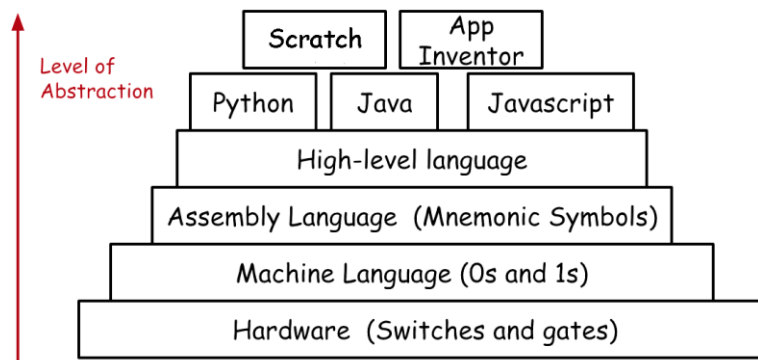 Scratch
App
Inventor
Level of
Abstraction
Python
Java
Javascript
High-level language
Assembly Language (Mnemonic Symbols)
Machine Language (0s and 1s)
Hardware (Switches and gates)